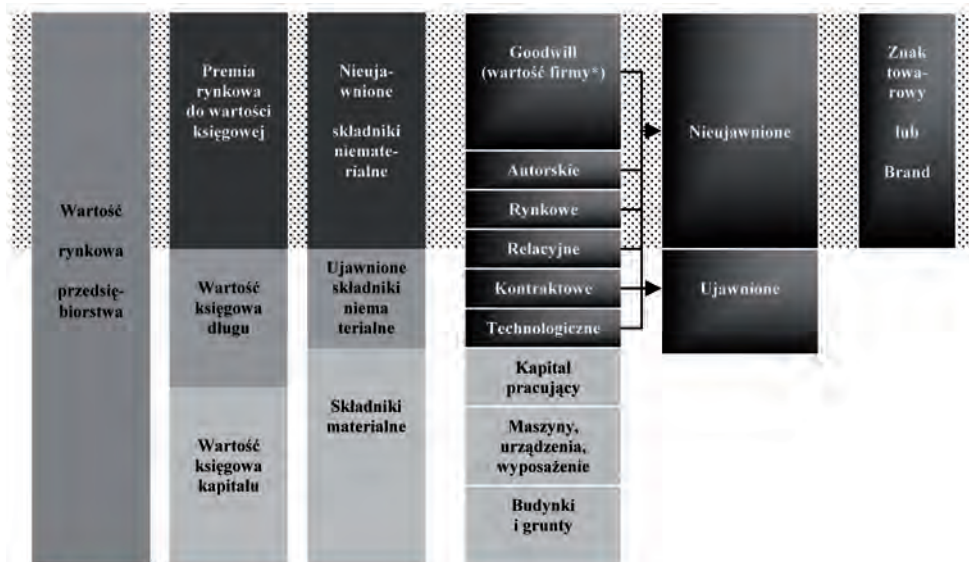 Wartość
rynkowa
przedsię-
biorstwa
Premia
rynkowa
do wartości
księgowej
Wartość
księgowa
długu
Wartość
księgowa
kapitału
Nieuja-
wnione
składniki
niemate-
rialne
Ujawnione
składniki
niema
terialne
Składniki
materialne
Goodwill
(wartość firmy*)
Autorskie
Rynkowe
Relacyjne
Kontraktowe
Technologiczne
Kapitał
pracujący
Maszyny,
urządzenia,
wyposażenie
Budynki
i grunty
Nieujawnione
Ujawnione
Znak
towa-
rowy
lub
Brand